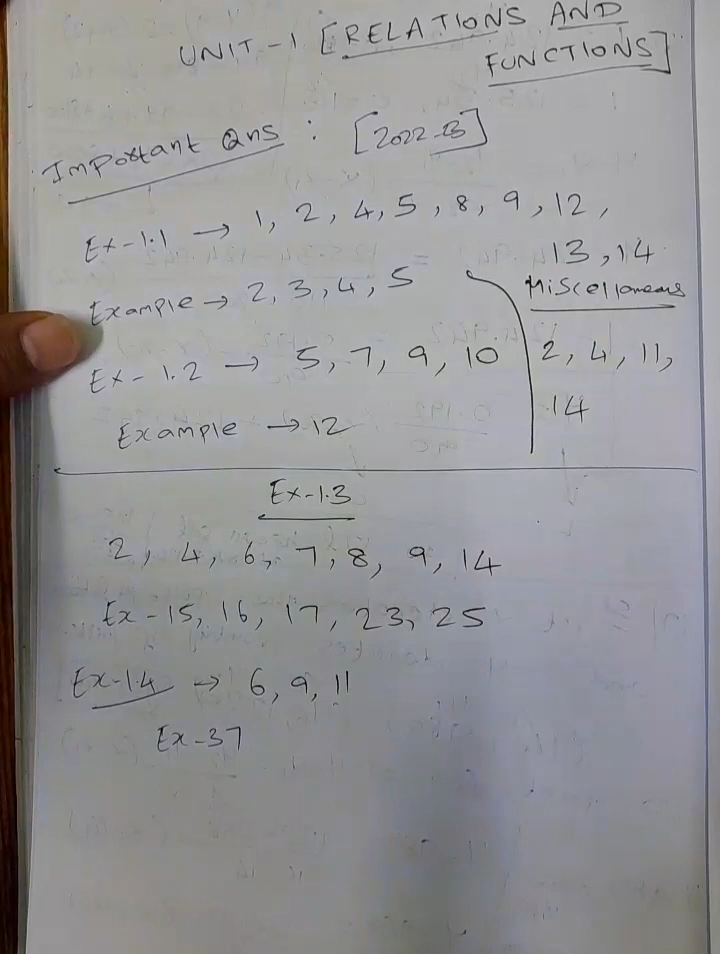 UNIT-1 [RELATIONS AND
FUNCTIONS]
Important Qns : [2022-23]
Ex-1.1 → 1, 2, 4, 5, 8, 9, 12,
13, 14
Example → 2, 3, 4, 5
Miscellaneous
Ex-1.2 → 5, 7, 9, 10
2, 4, 11,
14
Example → 12
Ex-1.3
2, 4, 6, 7, 8, 9, 14
Ex-15, 16, 17, 23, 25
Ex-1.4 → 6, 9, 11
Ex-37